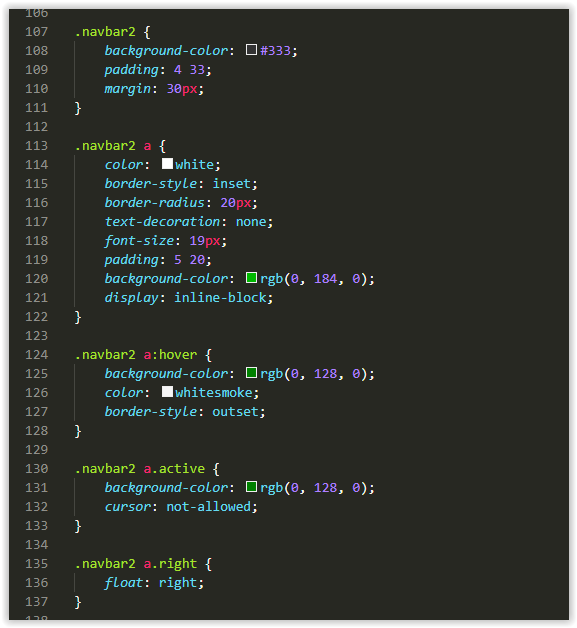 106
107 .navbar2 {
108 background-color: #333;
109 padding: 4 33;
110 margin: 30px;
111 }
112
113 .navbar2 a {
114 color: white;
115 border-style: inset;
116 border-radius: 20px;
117 text-decoration: none;
118 font-size: 19px;
119 padding: 5 20;
120 background-color: rgb(0, 184, 0);
121 display: inline-block;
122 }
123
124 .navbar2 a:hover {
125 background-color: rgb(0, 128, 0);
126 color: whitesmoke;
127 border-style: outset;
128 }
129
130 .navbar2 a.active {
131 background-color: rgb(0, 128, 0);
132 cursor: not-allowed;
133 }
134
135 .navbar2 a.right {
136 float: right;
137 }
138